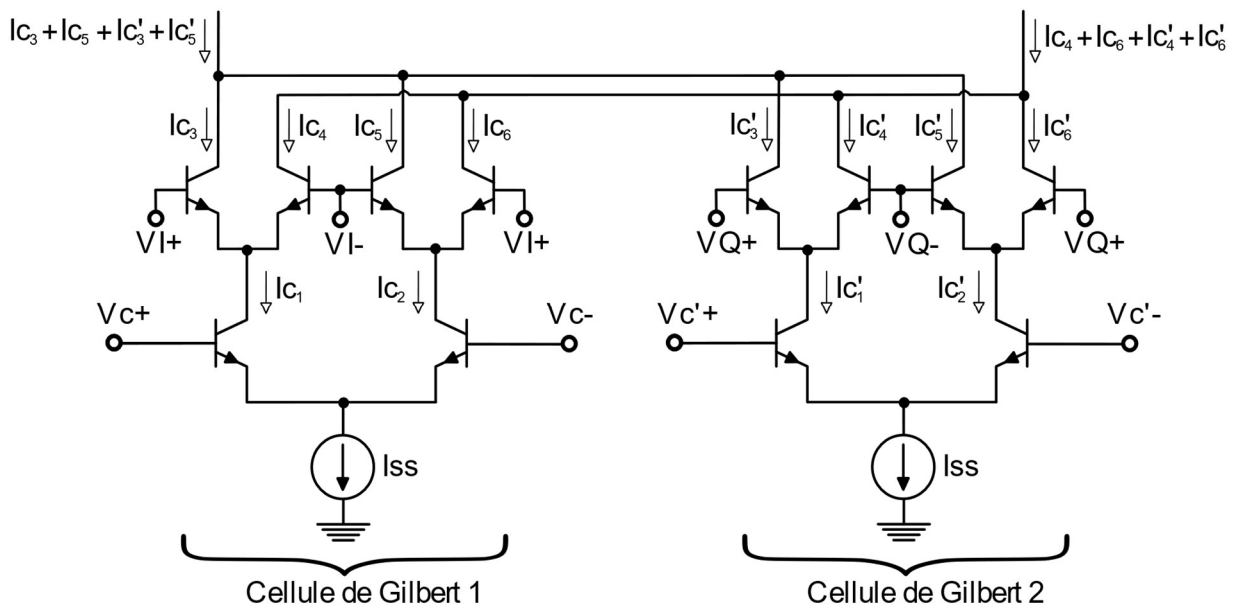 Ic₃+Ic₅+Ic'₃+Ic'₅
Ic₄+Ic₆+Ic'₄+Ic'₆
Ic₃
Ic₄
Ic₅
Ic₆
Ic'₃
Ic'₄
Ic'₅
Ic'₆
VI+
VI-
VI+
VQ+
VQ-
VQ+
Ic₁
Ic₂
Ic'₁
Ic'₂
Vc+
Vc-
Vc'+
Vc'-
Iss
Iss
Cellule de Gilbert 1
Cellule de Gilbert 2